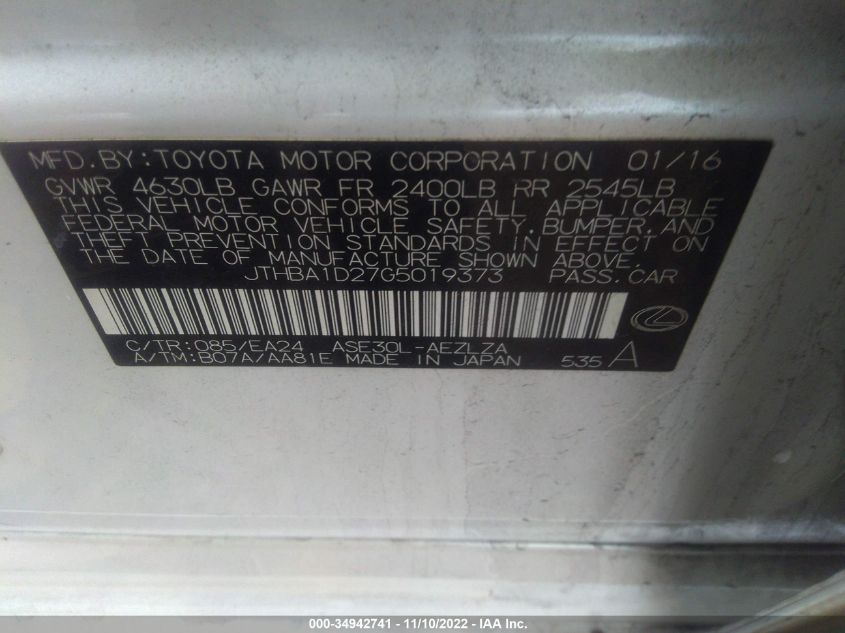 MFD. BY: TOYOTA MOTOR CORPORATION 01/16
GVWR 4630LB GAWR FR 2400LB RR 2545LB
THIS VEHICLE CONFORMS TO ALL APPLICABLE
FEDERAL MOTOR VEHICLE SAFETY, BUMPER, AND
THEFT PREVENTION STANDARDS IN EFFECT ON
THE DATE OF MANUFACTURE SHOWN ABOVE.
JTHBA1D27G5019373 PASS. CAR
C/TR: 085/EA24 ASE30L-AEZLZA
A/TM: B07A/AA81E MADE IN JAPAN 535 A
000-34942741 - 11/10/2022 - IAA Inc.